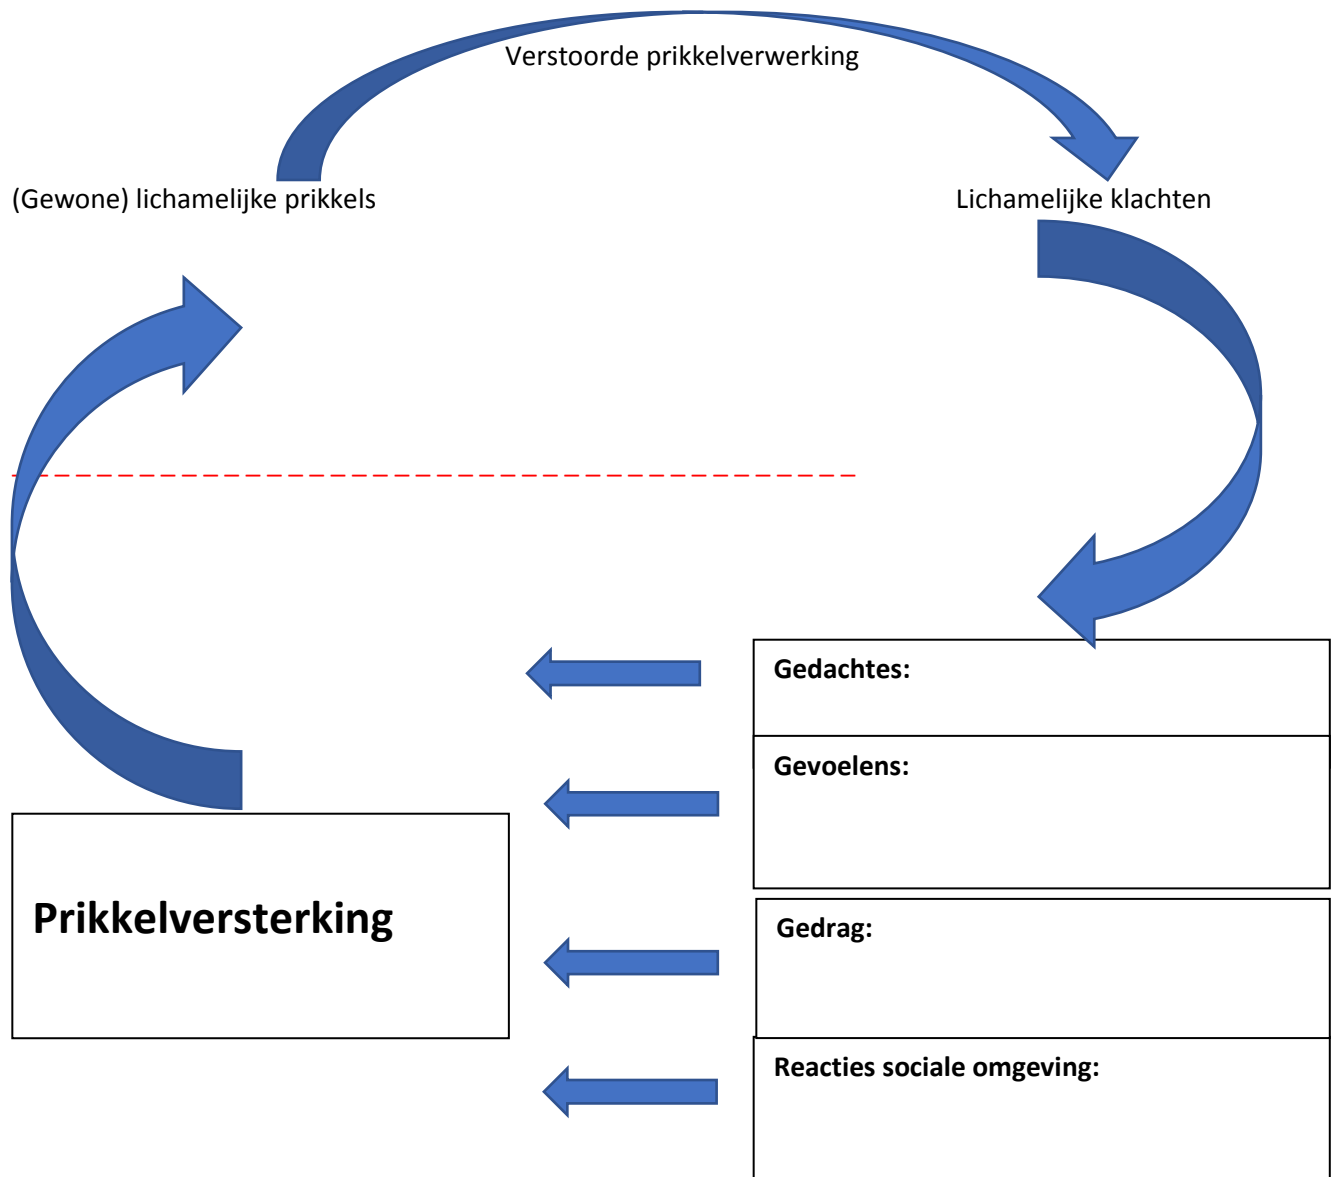 Verstoorde prikkelverwerking
(Gewone) lichamelijke prikkels
Lichamelijke klachten
Gedachtes:
Gevoelens:
Prikkelversterking
Gedrag:
Reacties sociale omgeving: